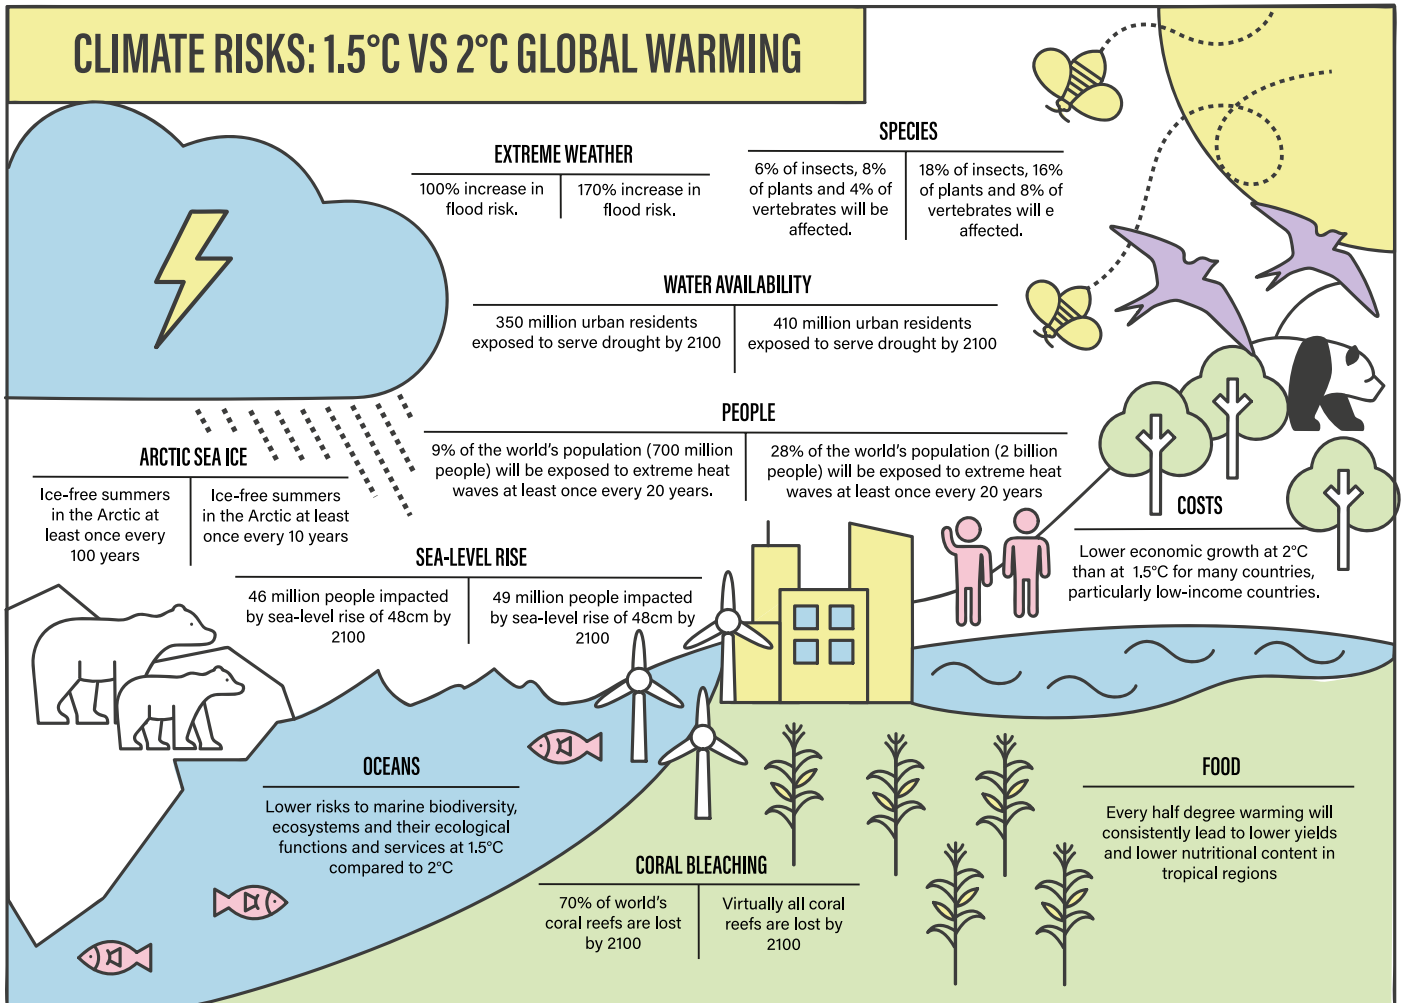 CLIMATE RISKS: 1.5°C VS 2°C GLOBAL WARMING
EXTREME WEATHER
100% increase in
flood risk.
170% increase in
flood risk.
SPECIES
6% of insects, 8%
of plants and 4% of
vertebrates will be
affected.
18% of insects, 16%
of plants and 8% of
vertebrates will e
affected.
WATER AVAILABILITY
350 million urban residents
exposed to serve drought by 2100
410 million urban residents
exposed to serve drought by 2100
PEOPLE
9% of the world's population (700 million
people) will be exposed to extreme heat
waves at least once every 20 years.
28% of the world's population (2 billion
people) will be exposed to extreme heat
waves at least once every 20 years
ARCTIC SEA ICE
Ice-free summers
in the Arctic at
least once every
100 years
Ice-free summers
in the Arctic at least
once every 10 years
COSTS
Lower economic growth at 2°C
than at 1.5°C for many countries,
particularly low-income countries.
SEA-LEVEL RISE
46 million people impacted
by sea-level rise of 48cm by
2100
49 million people impacted
by sea-level rise of 48cm by
2100
OCEANS
Lower risks to marine biodiversity,
ecosystems and their ecological
functions and services at 1.5°C
compared to 2°C
FOOD
Every half degree warming will
consistently lead to lower yields
and lower nutritional content in
tropical regions
CORAL BLEACHING
70% of world's
coral reefs are lost
by 2100
Virtually all coral
reefs are lost by
2100